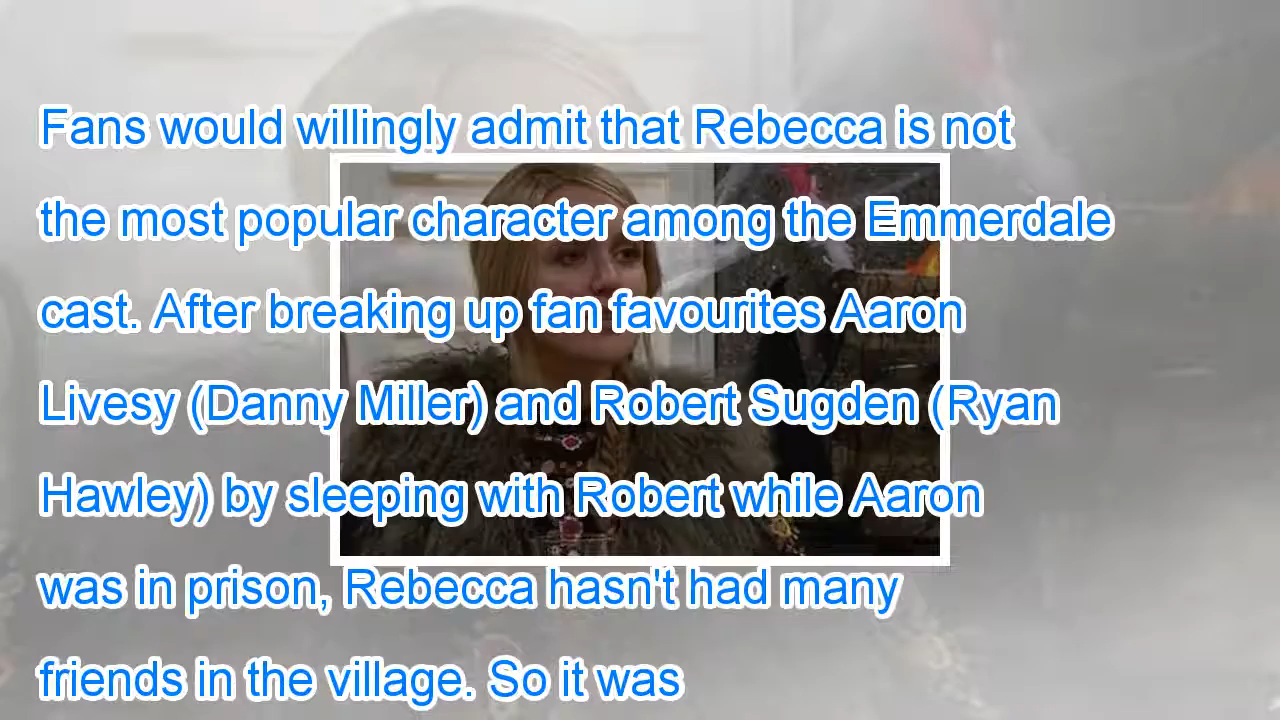 Fans would willingly admit that Rebecca is not
the most popular character among the Emmerdale
cast. After breaking up fan favourites Aaron
Livesy (Danny Miller) and Robert Sugden (Ryan
Hawley) by sleeping with Robert while Aaron
was in prison, Rebecca hasn't had many
friends in the village. So it was